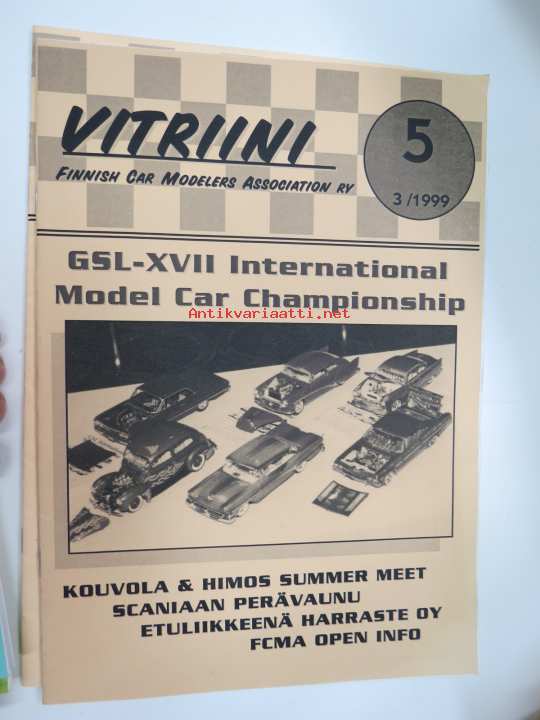 VITRIINI
FINNISH CAR MODELERS ASSOCIATION RY
5
3/1999
GSL-XVII International
Model Car Championship
Antikvariaatti.net
KOUVOLA & HIMOS SUMMER MEET
SCANIAAN PERÄVAUNU
ETULIIKKEENÄ HARRASTE OY
FCMA OPEN INFO